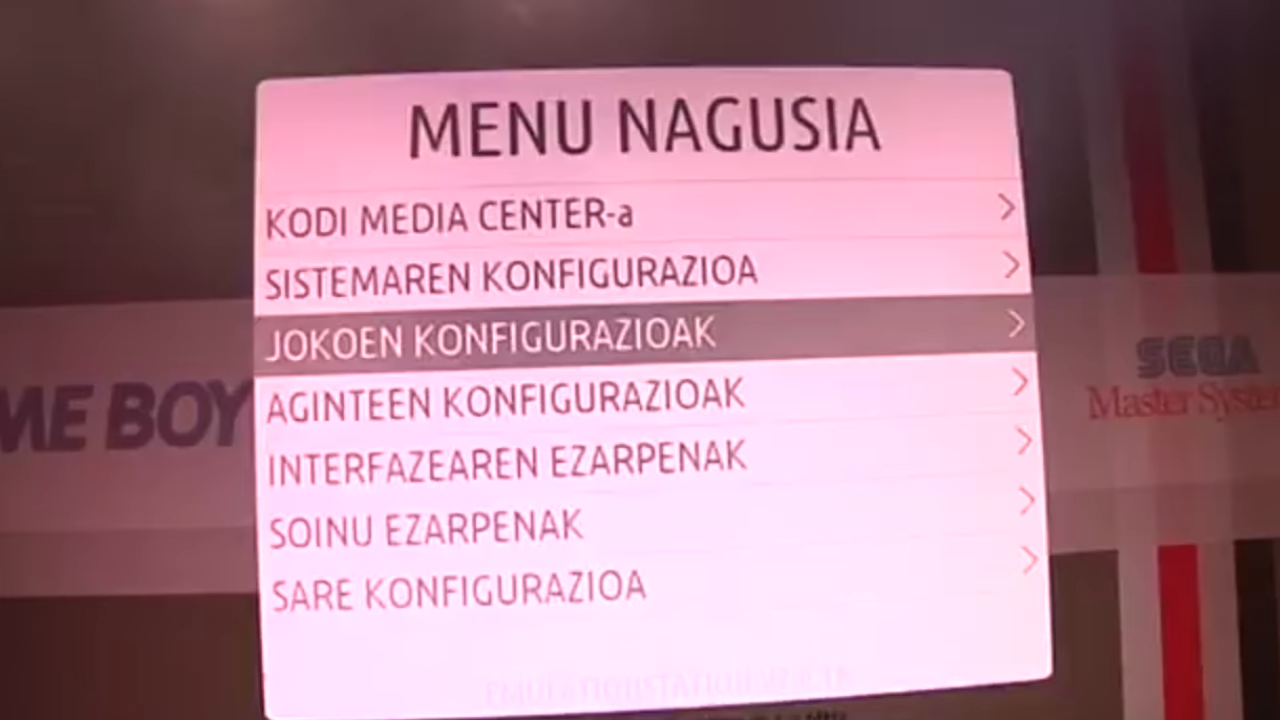 MENU NAGUSIA
KODI MEDIA CENTER-a
SISTEMAREN KONFIGURAZIOA
JOKOEN KONFIGURAZIOAK
AGINTEEN KONFIGURAZIOAK
INTERFAZEAREN EZARPENAK
SOINU EZARPENAK
SARE KONFIGURAZIOA
ME BOY
SEGA
Master System
EMULATIONSTATION